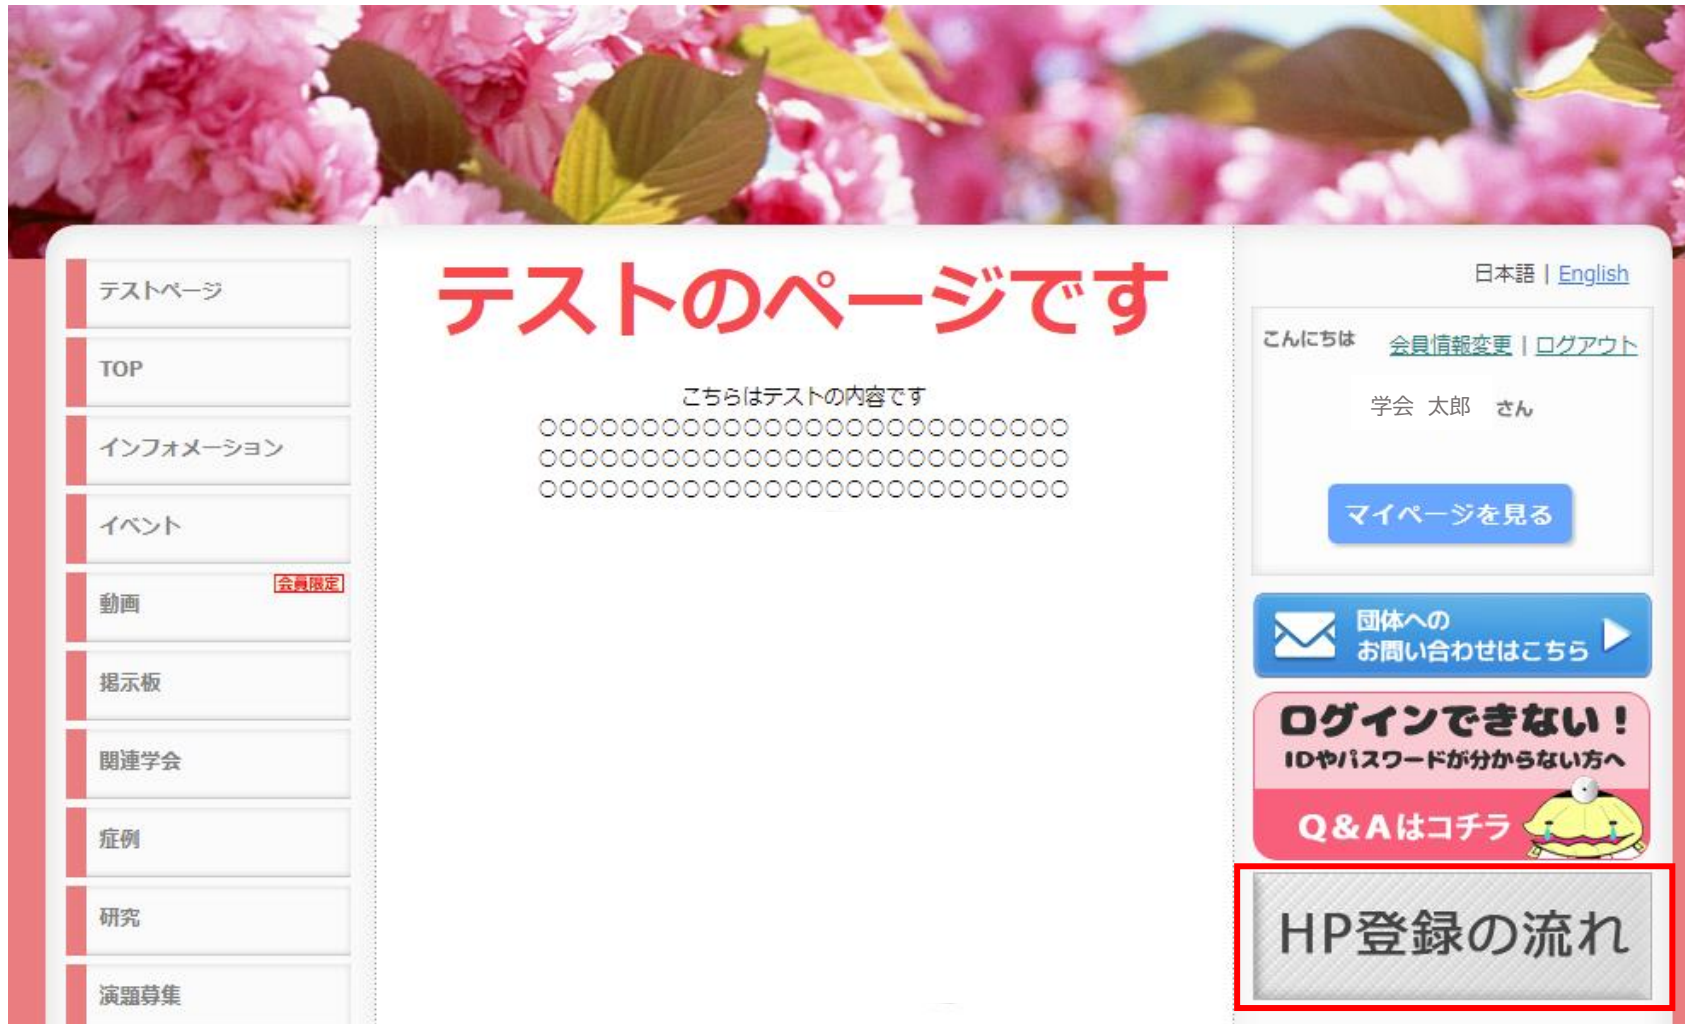 テストページ
TOP
インフォメーション
イベント
会員限定
動画
掲示板
関連学会
症例
研究
演題募集
テストのページです
こちらはテストの内容です
○○○○○○○○○○○○○○○○○○○○○○○○○○
○○○○○○○○○○○○○○○○○○○○○○○○○○
○○○○○○○○○○○○○○○○○○○○○○○○○○
日本語 | English
こんにちは 会員情報変更 | ログアウト
学会 太郎 さん
マイページを見る
団体への
お問い合わせはこちら
ログインできない！
IDやパスワードが分からない方へ
Q&Aはコチラ
HP登録の流れ